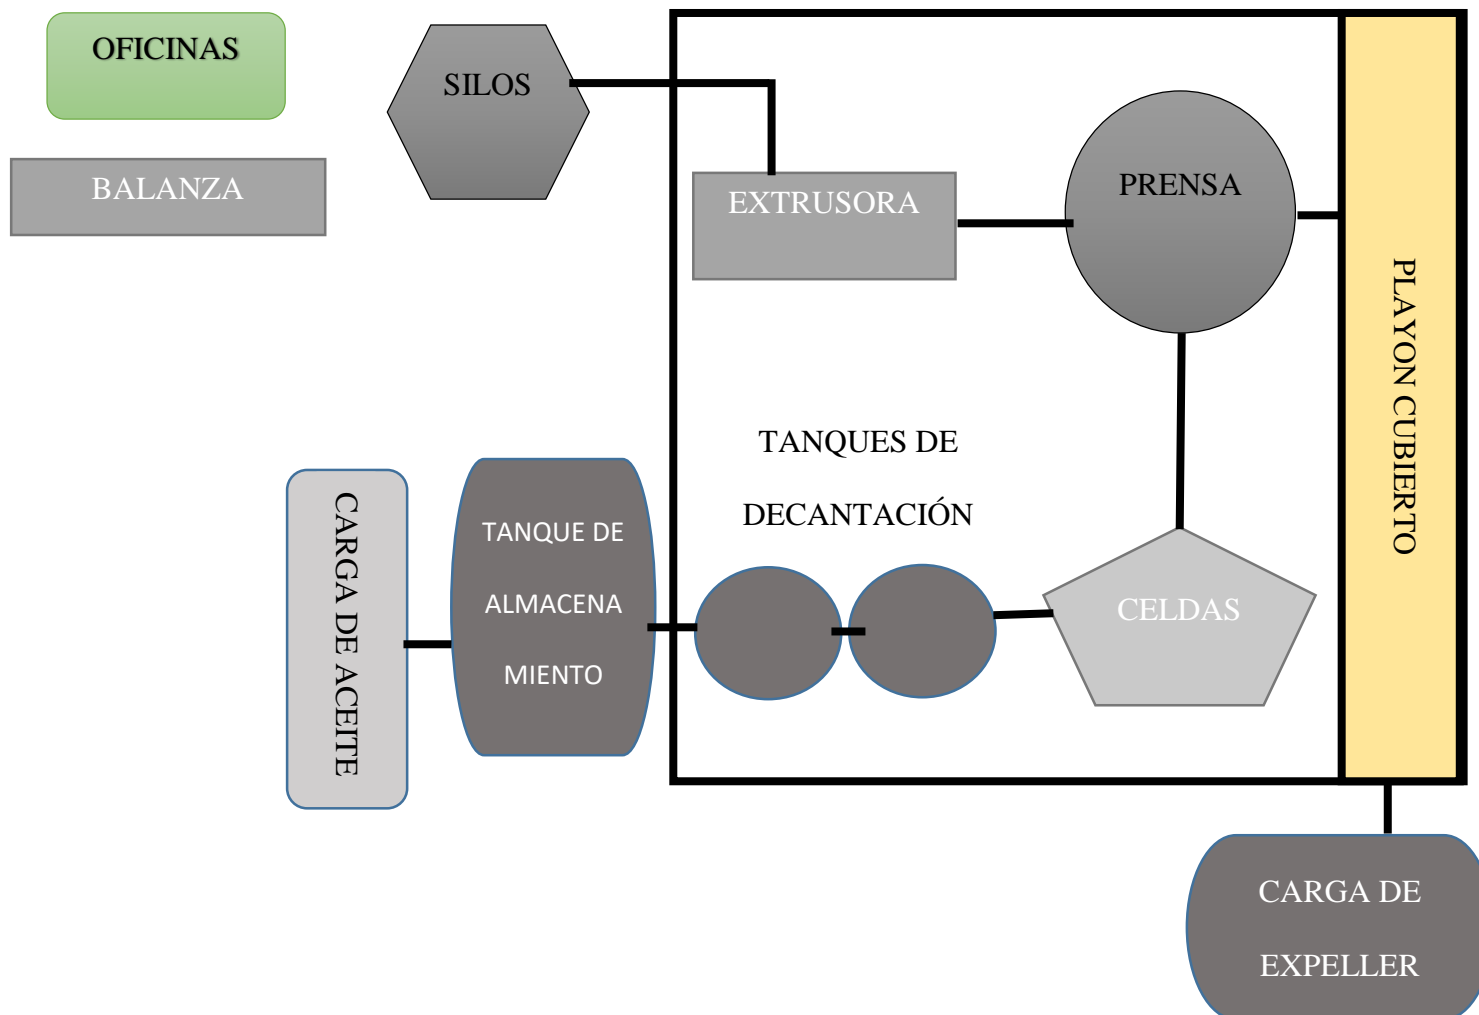 OFICINAS
BALANZA
SILOS
EXTRUSORA
PRENSA
PLAYON CUBIERTO
TANQUES DE
DECANTACIÓN
CARGA DE ACEITE
TANQUE DE
ALMACENA
MIENTO
CELDAS
CARGA DE
EXPELLER